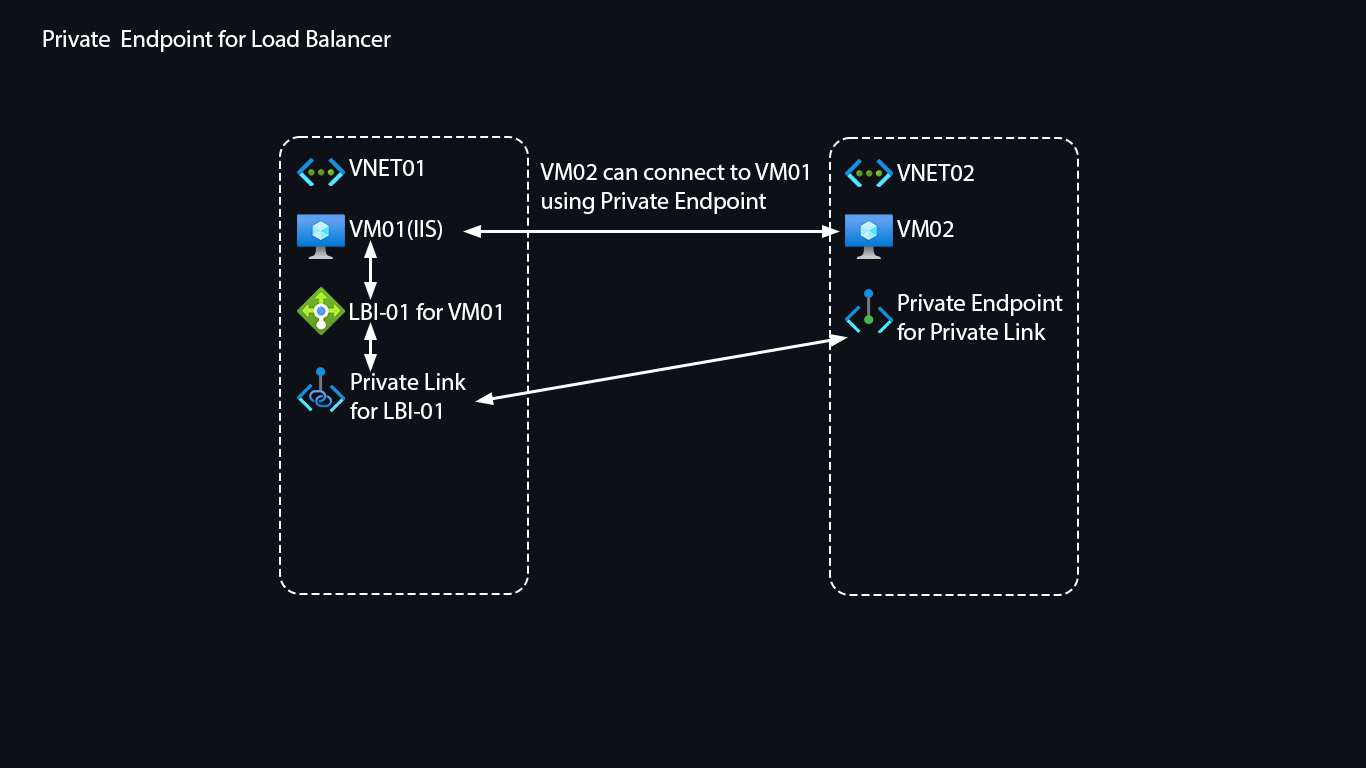 Private  Endpoint for Load Balancer
VNET01
VM01(IIS)
LBI-01 for VM01
Private Link
for LBI-01
VM02 can connect to VM01
using Private Endpoint
VNET02
VM02
Private Endpoint
for Private Link